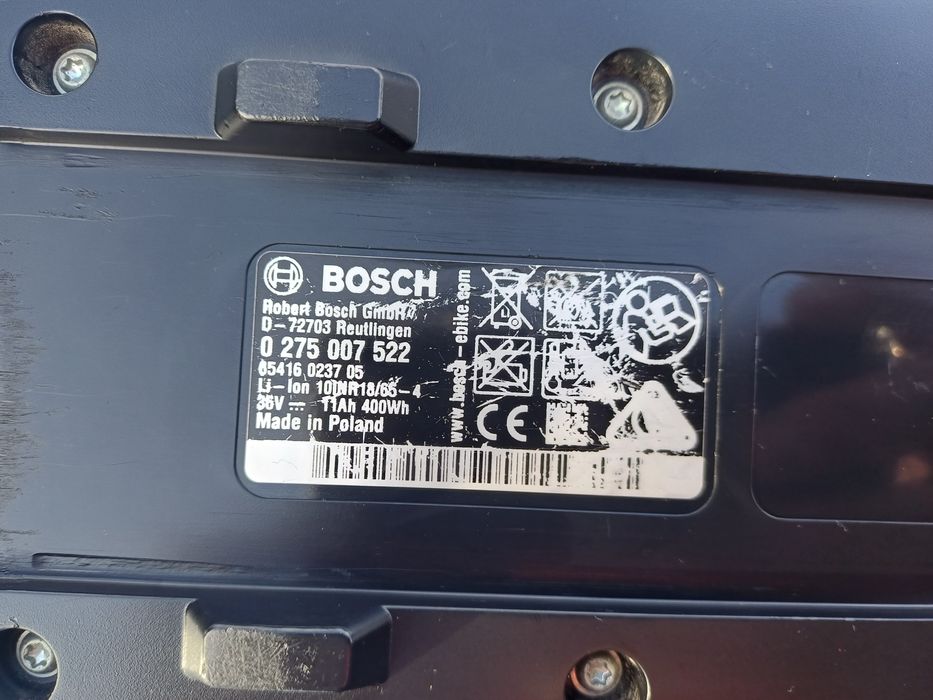 BOSCH
Robert Bosch GmbH
D-72703 Reutlingen
0 275 007 522
65416 0237 05
Li-Ion 10INR18/65-4
36V 11Ah 400Wh
Made in Poland
www.bosch-ebike.com
CE